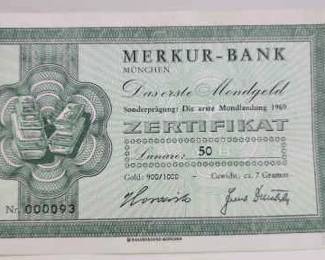 MERKUR-BANK
MÜNCHEN
Das erste Mondgeld
Sonderprägung: Die erste Mondlandung 1969
ZERTIFIKAT
Lunare: 50
Gold: 900/1000 - Gewicht: ca. 7 Gramm
Nr. 000093